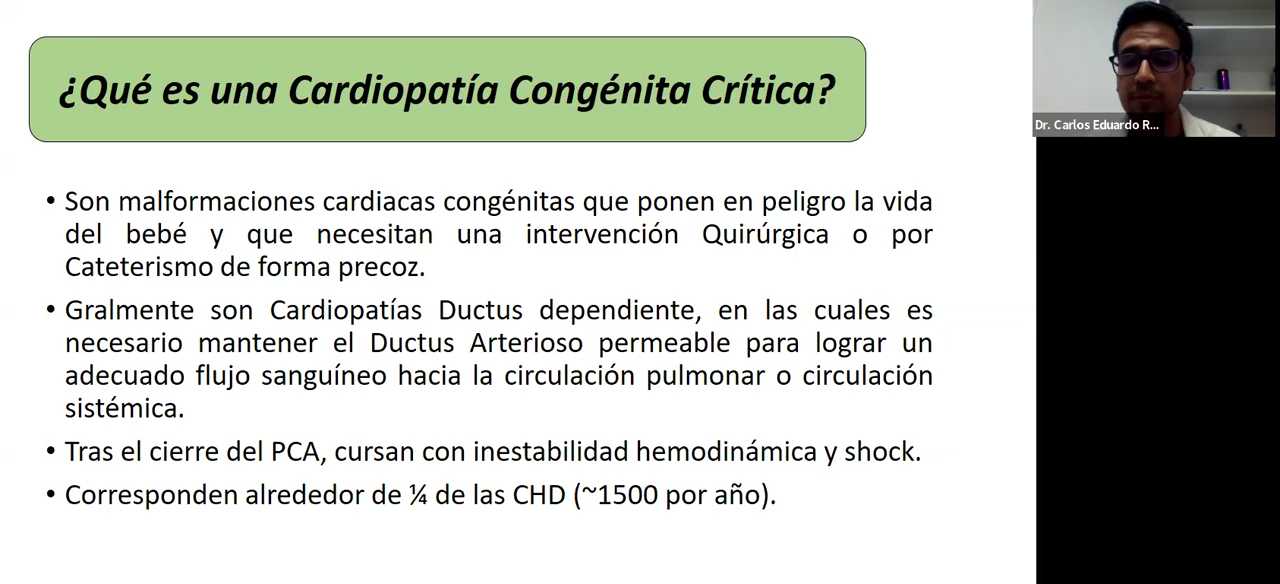 ¿Qué es una Cardiopatía Congénita Crítica?
• Son malformaciones cardiacas congénitas que ponen en peligro la vida
del bebé y que necesitan una intervención Quirúrgica o por
Cateterismo de forma precoz.
• Gralmente son Cardiopatías Ductus dependiente, en las cuales es
necesario mantener el Ductus Arterioso permeable para lograr un
adecuado flujo sanguíneo hacia la circulación pulmonar o circulación
sistémica.
• Tras el cierre del PCA, cursan con inestabilidad hemodinámica y shock.
• Corresponden alrededor de ¼ de las CHD (~1500 por año).
Dr. Carlos Eduardo R...